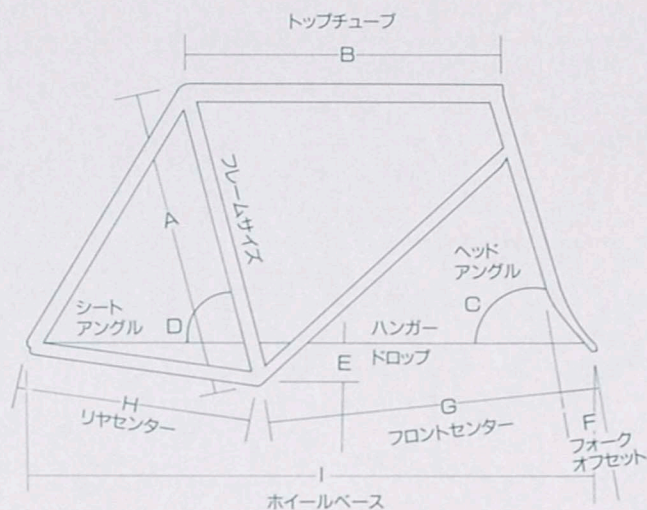 トップチューブ
B
フレームサイズ
A
ヘッド
アングル
C
シート
アングル
D
ハンガー
ドロップ
E
H
リヤセンター
G
フロントセンター
F
フォーク
オフセット
I
ホイールベース